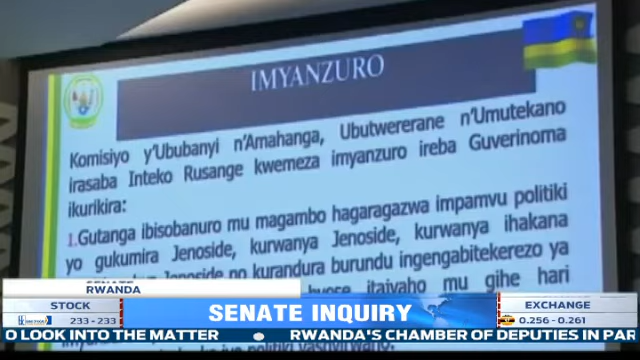 IMYANZURO
Komisiyo y'Ububanyi n'Amahanga, Ubutwererane n'Umutekano
irasaba Inteko Rusange kwemeza imyanzuro ireba Guverinoma
ikurikira:
1.Gutanga ibisobanuro mu magambo hagaragazwa impamvu politiki
yo gukumira Jenoside, kurwanya Jenoside, kurwanya ihakana
Jenoside no kurandura burundu ingengabitekerezo ya
hose itajyaho mu gihe hari
RWANDA
STOCK
233-233
SENATE INQUIRY
EXCHANGE
0.256 - 0.261
O LOOK INTO THE MATTER
RWANDA'S CHAMBER OF DEPUTIES IN PAR